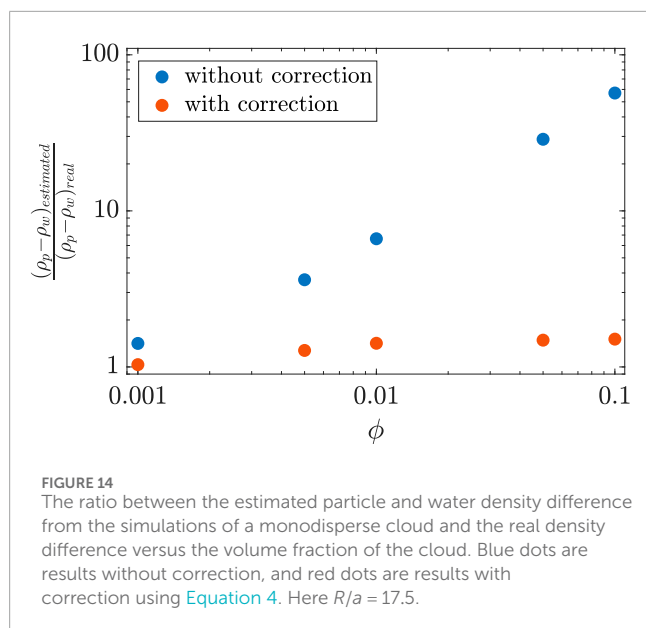 100
without correction
with correction
(ρp−ρw)estimated
(ρp−ρw)real
10
1
0.001
0.01
0.1
ϕ
FIGURE 14
The ratio between the estimated particle and water density difference
from the simulations of a monodisperse cloud and the real density
difference versus the volume fraction of the cloud. Blue dots are
results without correction, and red dots are results with
correction using Equation 4. Here R/a = 17.5.